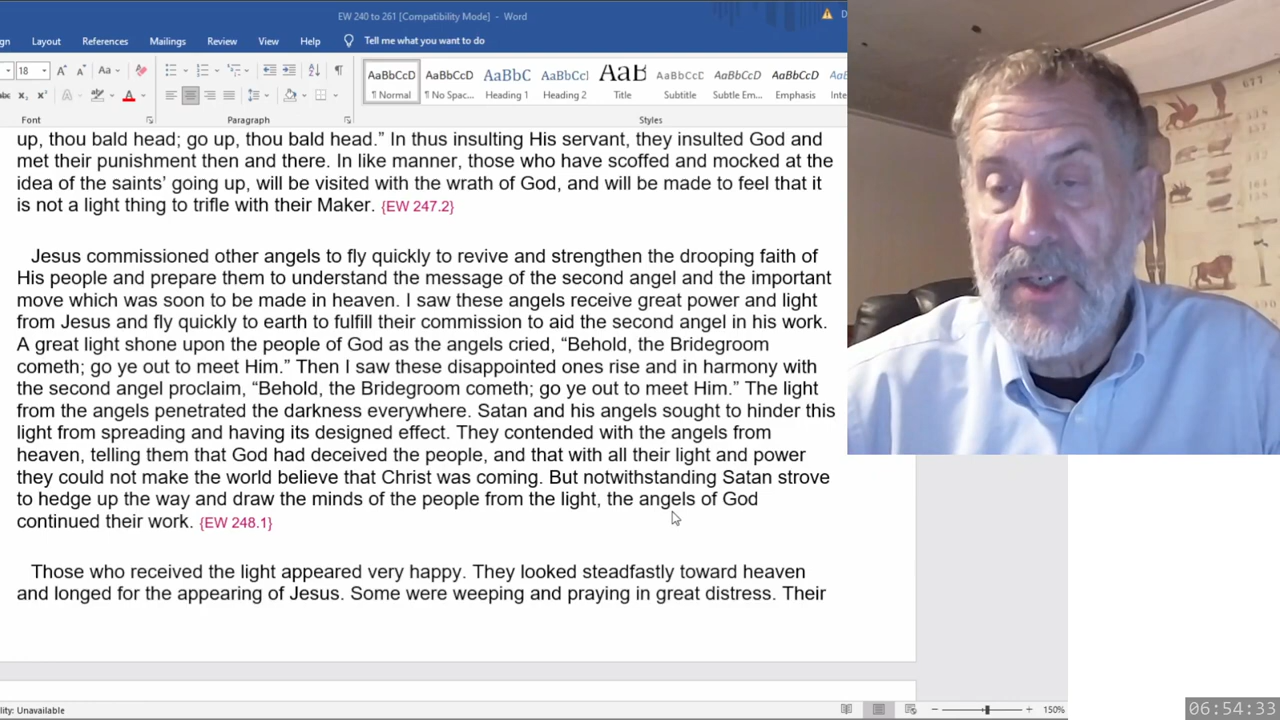 EW 240 to 261 [Compatibility Mode] - Word
Layout References Mailings Review View Help Tell me what you want to do
18 Aa
AaBbCcD AaBbCcD AaBbC AaBbCcl AaB AaBbCcC AaBbCcD AaBbCcD
¶ Normal ¶ No Spac... Heading 1 Heading 2 Title Subtitle Subtle Em... Emphasis
Font Paragraph Styles
up, thou bald head; go up, thou bald head.” In thus insulting His servant, they insulted God and
met their punishment then and there. In like manner, those who have scoffed and mocked at the
idea of the saints’ going up, will be visited with the wrath of God, and will be made to feel that it
is not a light thing to trifle with their Maker. {EW 247.2}
Jesus commissioned other angels to fly quickly to revive and strengthen the drooping faith of
His people and prepare them to understand the message of the second angel and the important
move which was soon to be made in heaven. I saw these angels receive great power and light
from Jesus and fly quickly to earth to fulfill their commission to aid the second angel in his work.
A great light shone upon the people of God as the angels cried, “Behold, the Bridegroom
cometh; go ye out to meet Him.” Then I saw these disappointed ones rise and in harmony with
the second angel proclaim, “Behold, the Bridegroom cometh; go ye out to meet Him.” The light
from the angels penetrated the darkness everywhere. Satan and his angels sought to hinder this
light from spreading and having its designed effect. They contended with the angels from
heaven, telling them that God had deceived the people, and that with all their light and power
they could not make the world believe that Christ was coming. But notwithstanding Satan strove
to hedge up the way and draw the minds of the people from the light, the angels of God
continued their work. {EW 248.1}
Those who received the light appeared very happy. They looked steadfastly toward heaven
and longed for the appearing of Jesus. Some were weeping and praying in great distress. Their
Unavailable
150%
06:54:33